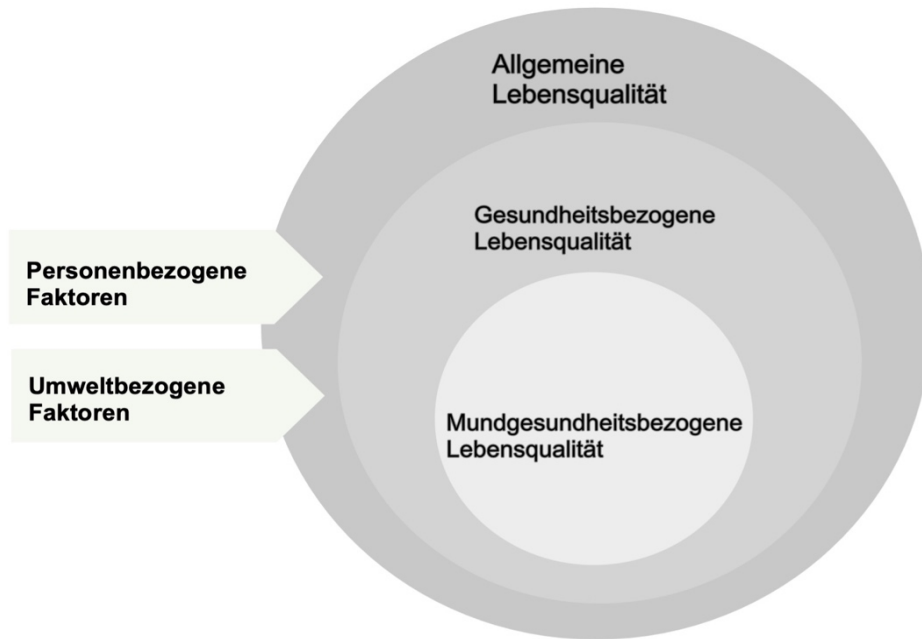 Allgemeine
Lebensqualität
Gesundheitsbezogene
Lebensqualität
Personenbezogene
Faktoren
Umweltbezogene
Faktoren
Mundgesundheitsbezogene
Lebensqualität